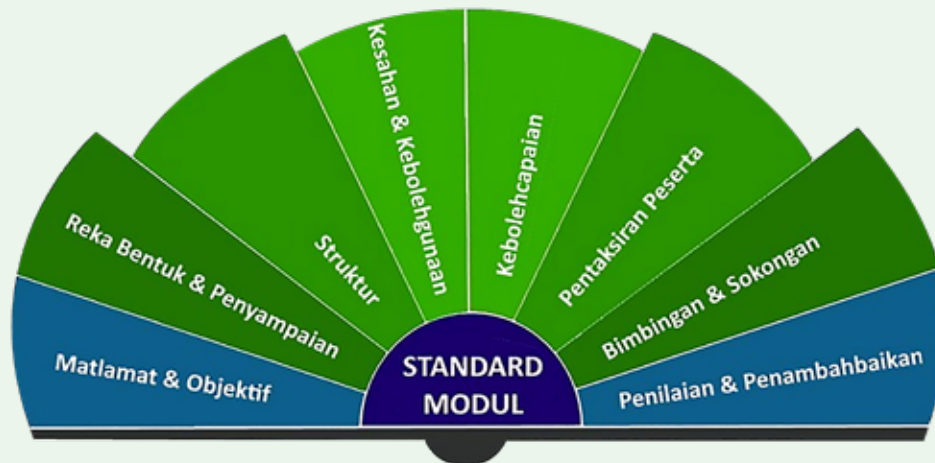 Matlamat & Objektif
Reka Bentuk & Penyampaian
Struktur
Kesahan & Kebolehgunaan
Kebolehcapaian
Pentaksiran Peserta
Bimbingan & Sokongan
Penilaian & Penambahbaikan
STANDARD
MODUL